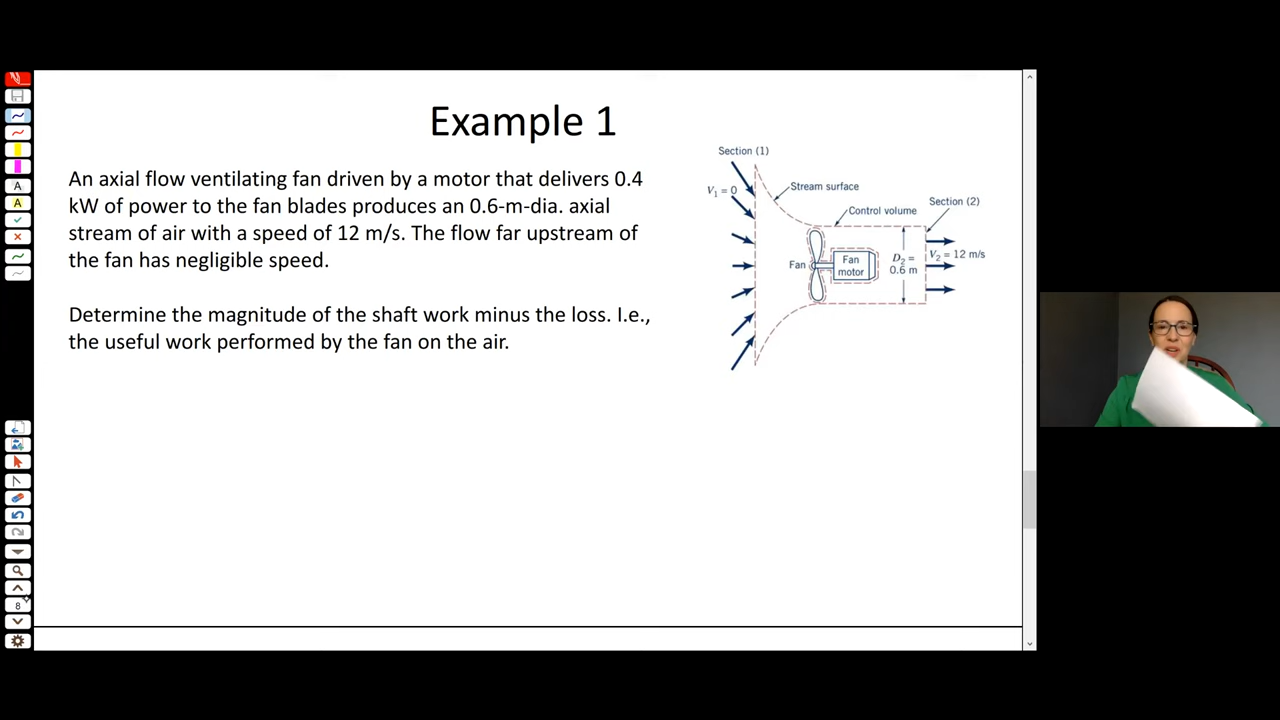 Example 1
An axial flow ventilating fan driven by a motor that delivers 0.4
kW of power to the fan blades produces an 0.6-m-dia. axial
stream of air with a speed of 12 m/s. The flow far upstream of
the fan has negligible speed.
Determine the magnitude of the shaft work minus the loss. I.e.,
the useful work performed by the fan on the air.
Section (1)
V₁ = 0
Stream surface
Control volume
Section (2)
Fan
Fan
motor
D₂ =
0.6 m
V₂ = 12 m/s
A
A
8